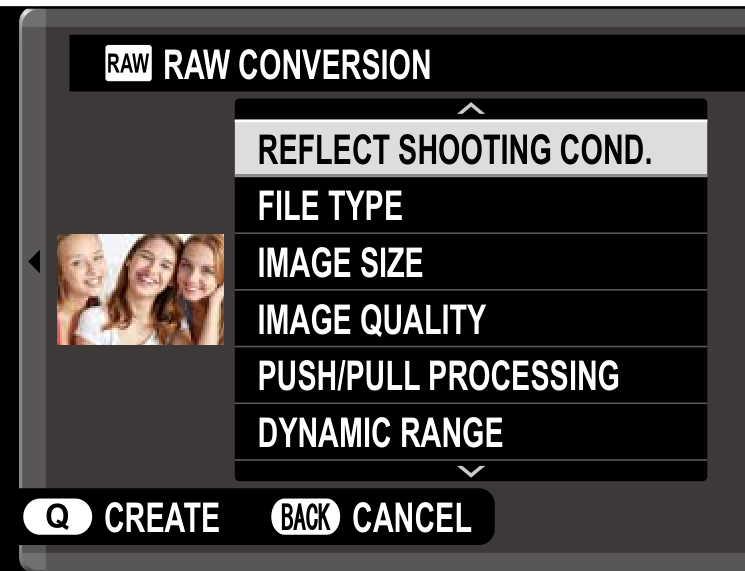 RAW RAW CONVERSION
REFLECT SHOOTING COND.
FILE TYPE
IMAGE SIZE
IMAGE QUALITY
PUSH/PULL PROCESSING
DYNAMIC RANGE
Q CREATE BACK CANCEL